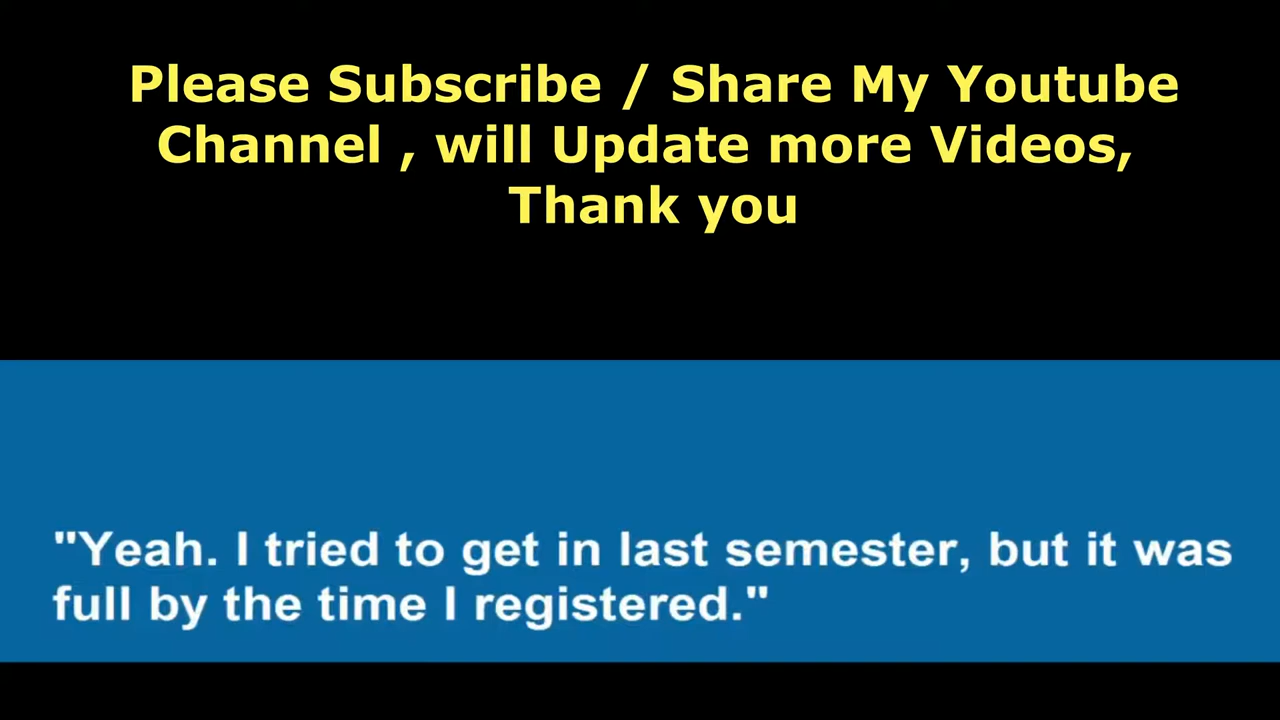 Please Subscribe / Share My Youtube
Channel , will Update more Videos,
Thank you
"Yeah. I tried to get in last semester, but it was
full by the time I registered."